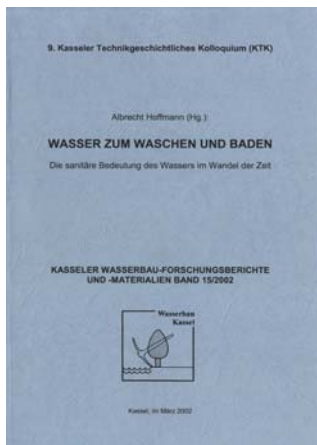 9. Kasseler Technikgeschichtliches Kolloquium (KTK)
Albrecht Hoffmann (Hg.):
WASSER ZUM WASCHEN UND BADEN
Die sanitäre Bedeutung des Wassers im Wandel der Zeit
KASSELER WASSERBAU-FORSCHUNGSBERICHTE
UND -MATERIALIEN BAND 15/2002
Wasserbau
Kassel
Kassel, im März 2002